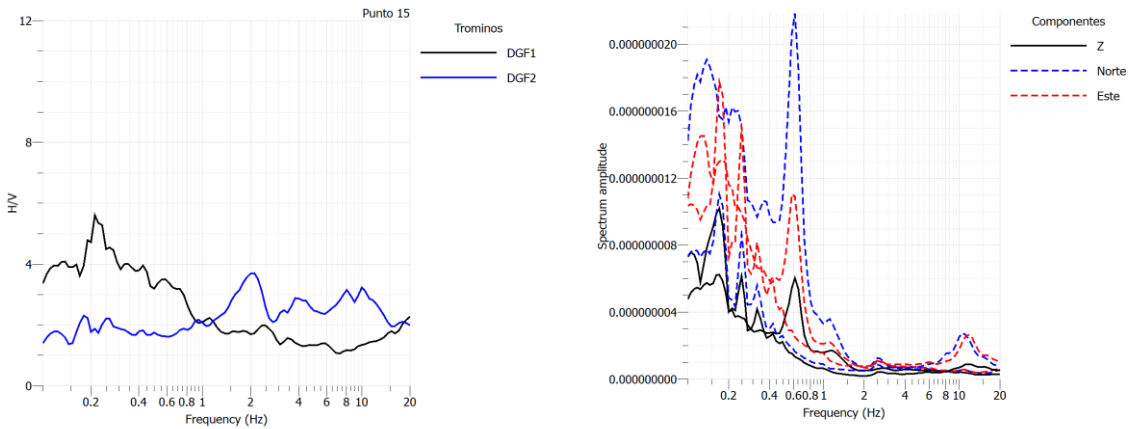 Punto 15
Trominos
DGF1
DGF2
12
8
4
0
H/V
0.2 0.4 0.6 0.8 1 2 4 6 8 10 20
Frequency (Hz)
Componentes
Z
Norte
Este
0.000000020
0.000000016
0.000000012
0.000000008
0.000000004
0.000000000
Spectrum amplitude
0.2 0.4 0.60.8 1 2 4 6 8 10 20
Frequency (Hz)